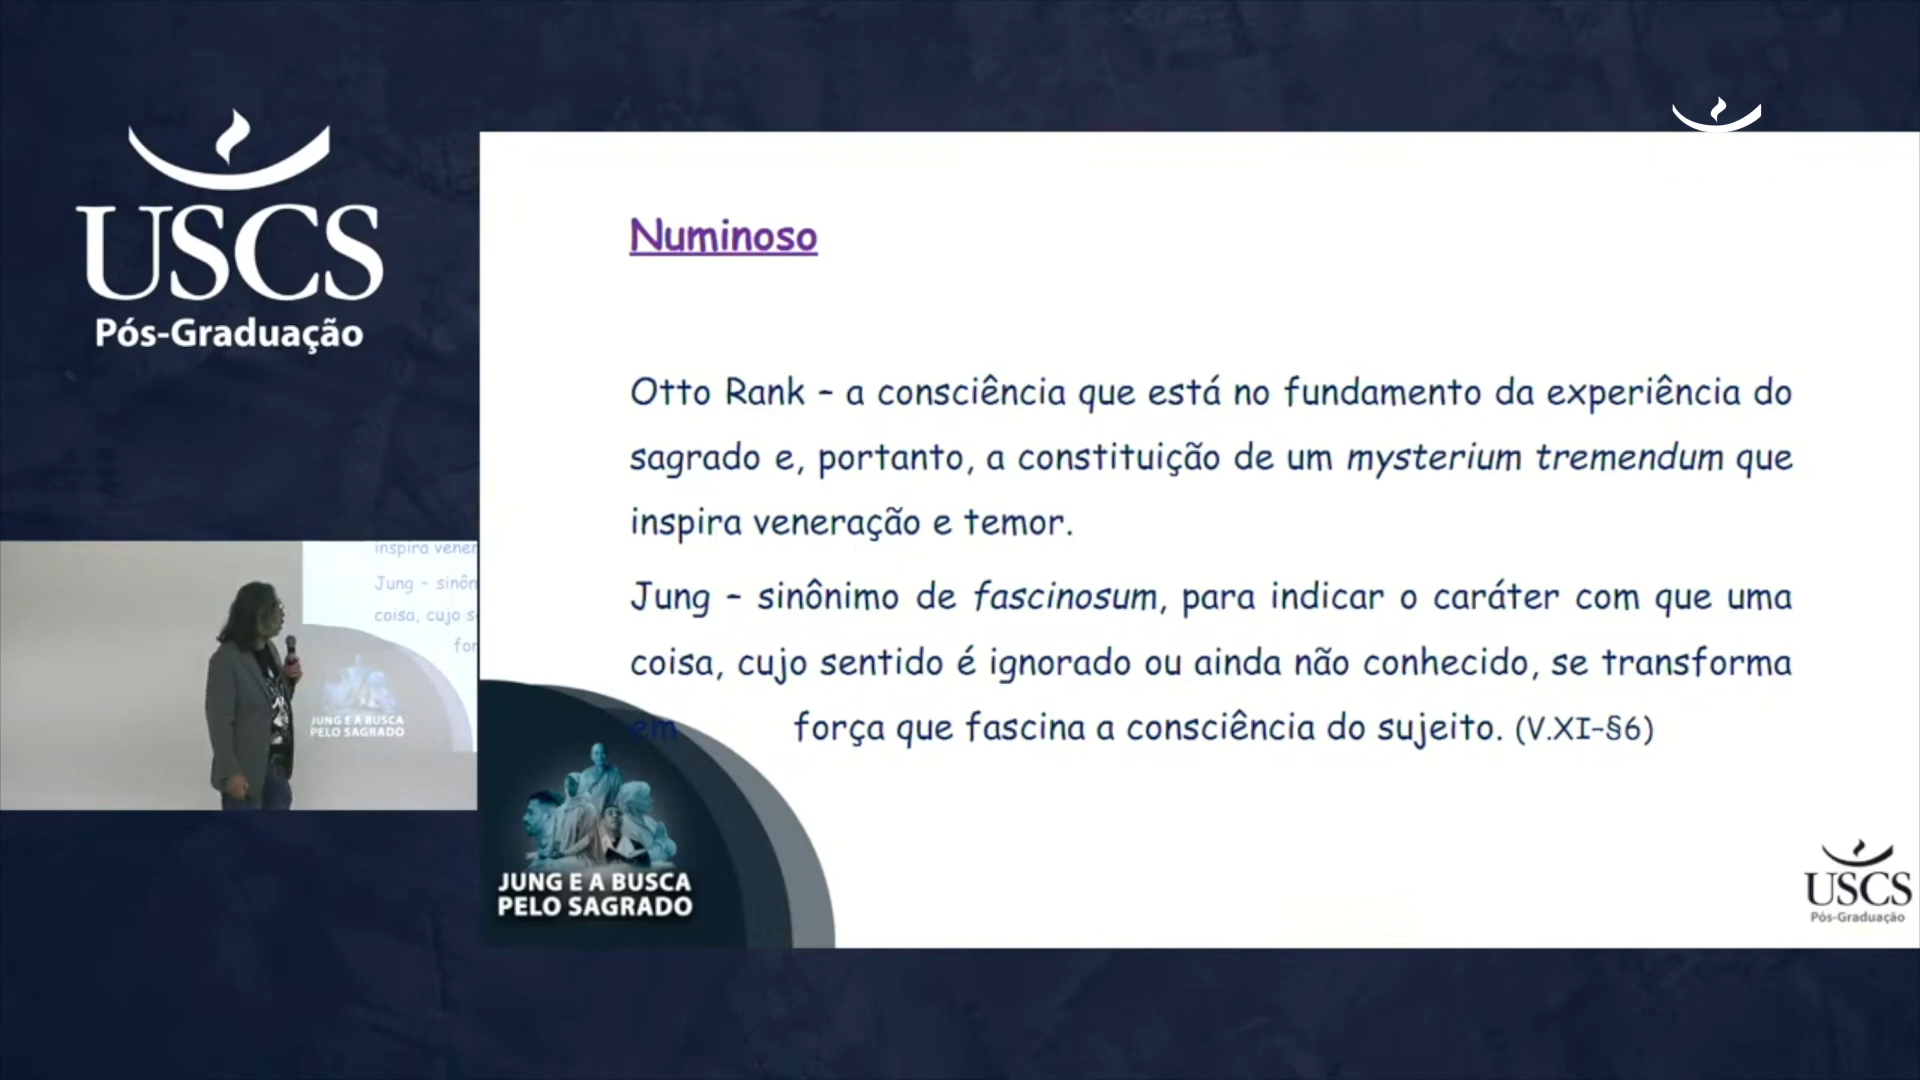 USCS
Pós-Graduação
Numinoso
Otto Rank – a consciência que está no fundamento da experiência do
sagrado e, portanto, a constituição de um mysterium tremendum que
inspira veneração e temor.
Jung – sinônimo de fascinosum, para indicar o caráter com que uma
coisa, cujo sentido é ignorado ou ainda não conhecido, se transforma
em força que fascina a consciência do sujeito. (V.XI–§6)
inspira vener
Jung – sinôn
coisa, cujo s
for
JUNG E A BUSCA
PELO SAGRADO
JUNG E A BUSCA
PELO SAGRADO
USCS
Pós-Graduação